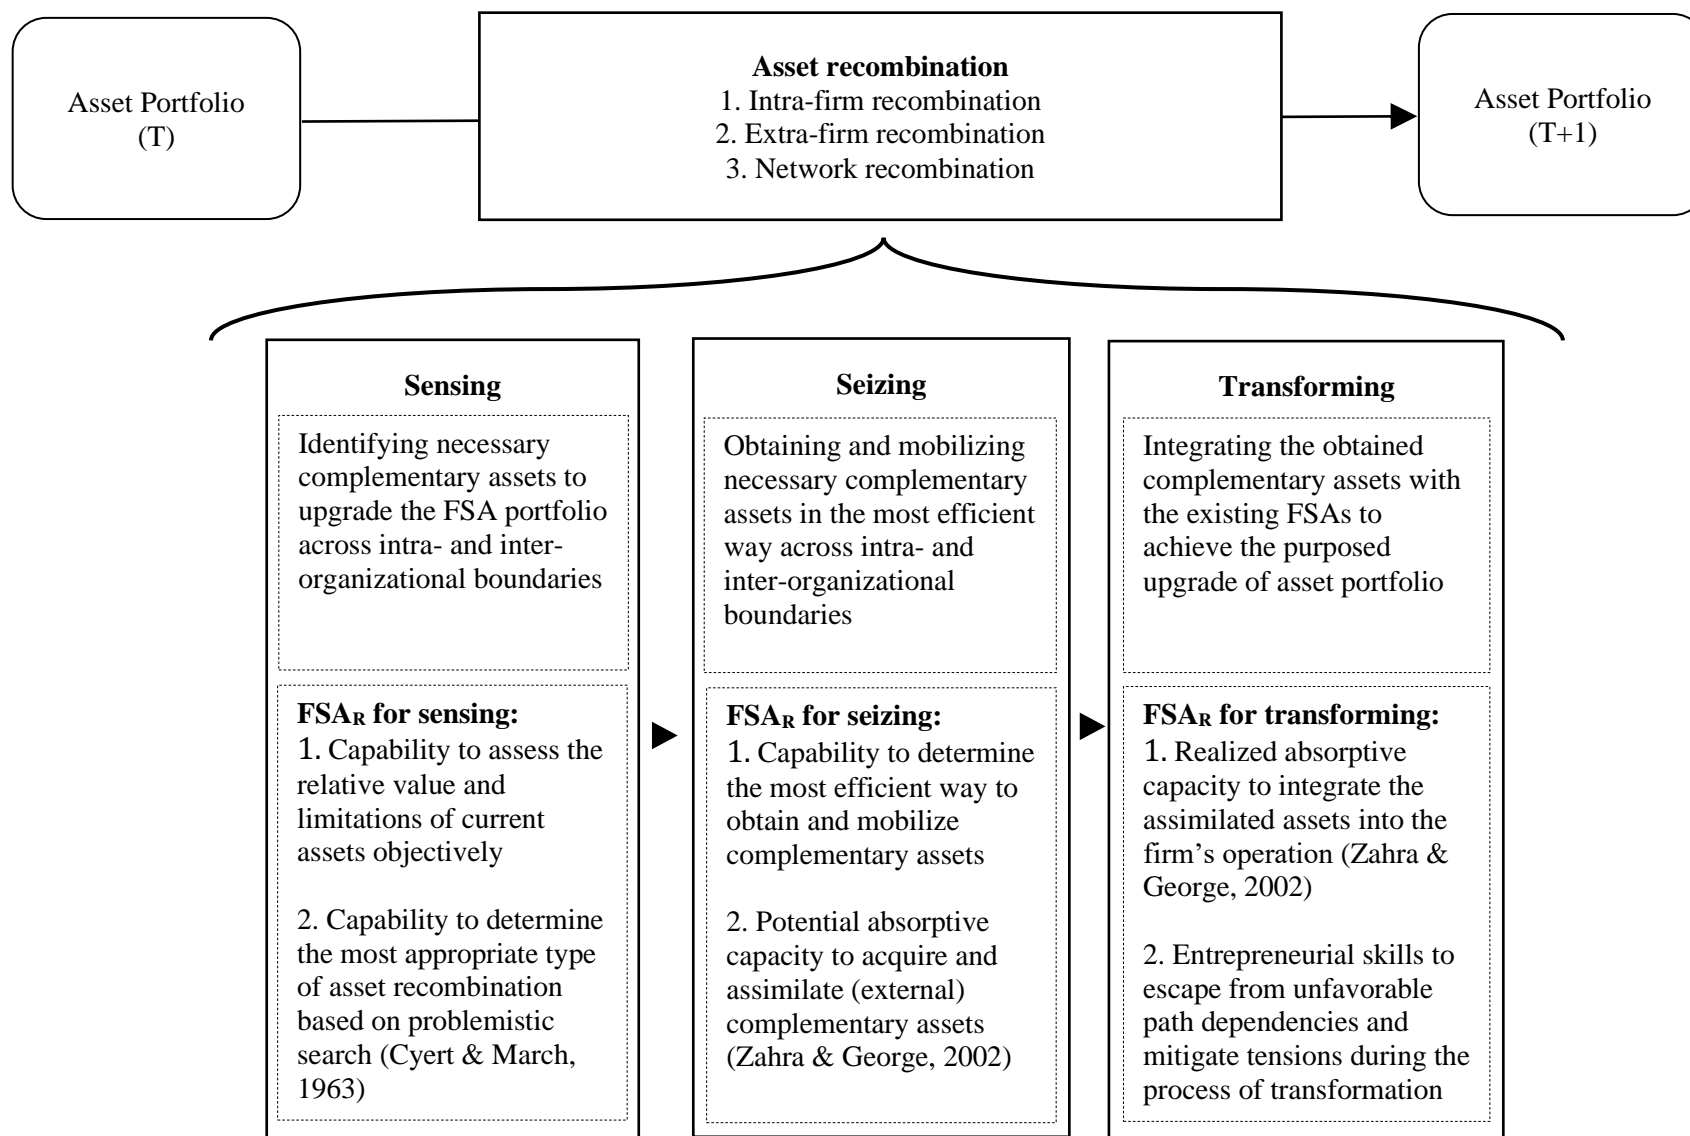 Asset Portfolio
(T)
Asset recombination
1. Intra-firm recombination
2. Extra-firm recombination
3. Network recombination
Asset Portfolio
(T+1)
Sensing
Identifying necessary
complementary assets to
upgrade the FSA portfolio
across intra- and inter-
organizational boundaries
FSAR for sensing:
1. Capability to assess the
relative value and
limitations of current
assets objectively
2. Capability to determine
the most appropriate type
of asset recombination
based on problemistic
search (Cyert & March,
1963)
Seizing
Obtaining and mobilizing
necessary complementary
assets in the most efficient
way across intra- and
inter-organizational
boundaries
FSAR for seizing:
1. Capability to determine
the most efficient way to
obtain and mobilize
complementary assets
2. Potential absorptive
capacity to acquire and
assimilate (external)
complementary assets
(Zahra & George, 2002)
Transforming
Integrating the obtained
complementary assets with
the existing FSAs to
achieve the purposed
upgrade of asset portfolio
FSAR for transforming:
1. Realized absorptive
capacity to integrate the
assimilated assets into the
firm’s operation (Zahra &
George, 2002)
2. Entrepreneurial skills to
escape from unfavorable
path dependencies and
mitigate tensions during the
process of transformation